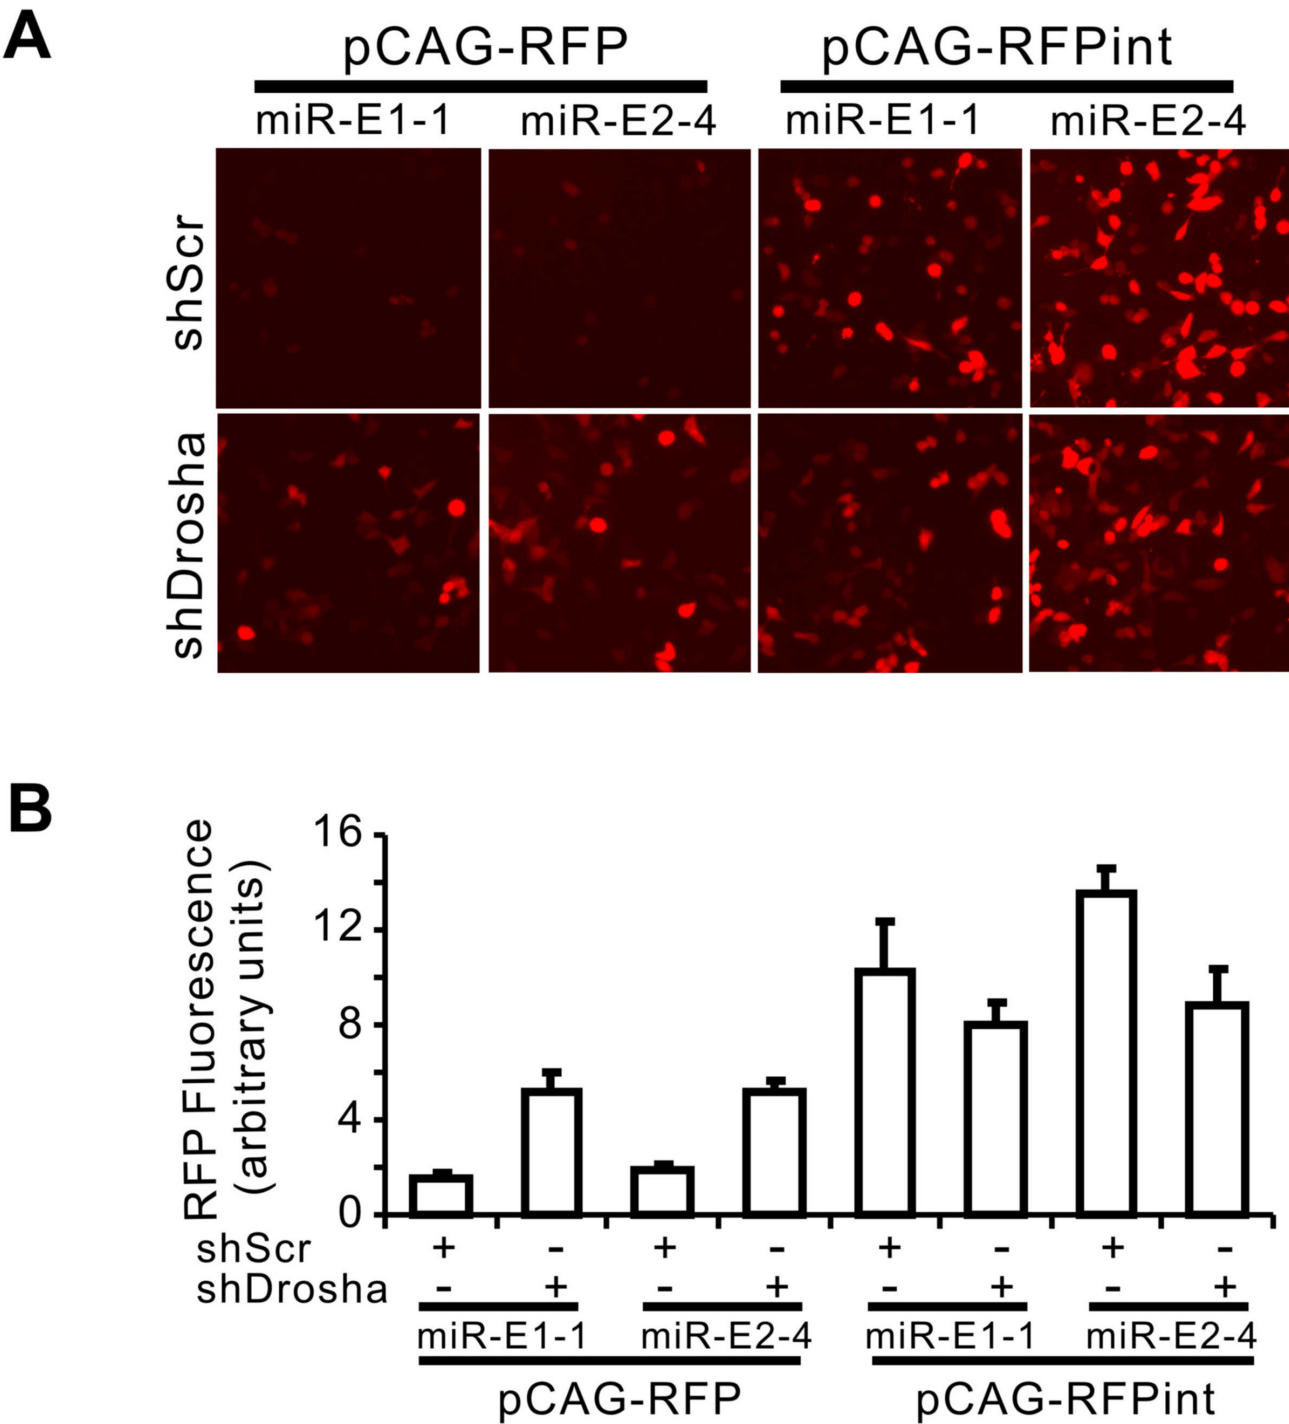 A
pCAG-RFP pCAG-RFPint
miR-E1-1 miR-E2-4 miR-E1-1 miR-E2-4
shScr
shDrosha
B
RFP Fluorescence
(arbitrary units)
16
12
8
4
0
shScr + - + - + - + -
shDrosha - + - + - + - +
miR-E1-1 miR-E2-4 miR-E1-1 miR-E2-4
pCAG-RFP pCAG-RFPint